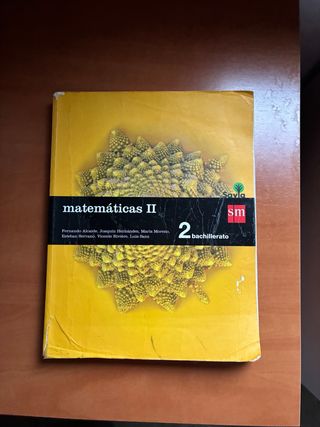 savia
matemáticas II
sm
Fernando Alcaide, Joaquín Hernández, María Moreno,
Esteban Serrano, Vicente Rivière, Luis Sanz
2 bachillerato